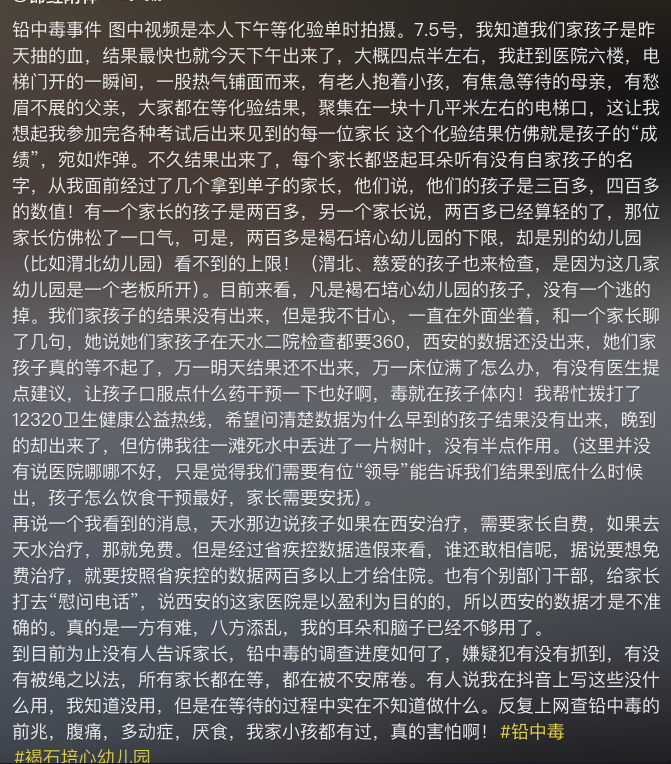 铅中毒事件 图中视频是本人下午等化验单时拍摄。7.5号，我知道我们家孩子是昨
天抽的血，结果最快也就今天下午出来了，大概四点半左右，我赶到医院六楼，电
梯门开的一瞬间，一股热气铺面而来，有老人抱着小孩，有焦急等待的母亲，有愁
眉不展的父亲，大家都在等化验结果，聚集在一块十几平米左右的电梯口，这让我
想起我参加完各种考试后出来见到的每一位家长 这个化验结果仿佛就是孩子的“成
绩”，宛如炸弹。不久结果出来了，每个家长都竖起耳朵听有没有自家孩子的名
字，从我面前经过了几个拿到单子的家长，他们说，他们的孩子是三百多，四百多
的数值！有一个家长的孩子是两百多，另一个家长说，两百多已经算轻的了，那位
家长仿佛松了一口气，可是，两百多是褐石培心幼儿园的下限，却是别的幼儿园
（比如渭北幼儿园）看不到的上限！（渭北、慈爱的孩子也来检查，是因为这几家
幼儿园是一个老板所开）。目前来看，凡是褐石培心幼儿园的孩子，没有一个逃的
掉。我们家孩子的结果没有出来，但是我不甘心，一直在外面坐着，和一个家长聊
了几句，她说她们家孩子在天水二院检查都要360，西安的数据还没出来，她们家
孩子真的等不起了，万一明天结果还不出来，万一床位满了怎么办，有没有医生提
点建议，让孩子口服点什么药干预一下也好啊，毒就在孩子体内！我帮忙拨打了
12320卫生健康公益热线，希望问清楚数据为什么早到的孩子结果没有出来，晚到
的却出来了，但仿佛我往一滩死水中丢进了一片树叶，没有半点作用。（这里并没
有说医院哪哪不好，只是觉得我们需要有位“领导”能告诉我们结果到底什么时候
出，孩子怎么饮食干预最好，家长需要安抚）。
再说一个我看到的消息，天水那边说孩子如果在西安治疗，需要家长自费，如果去
天水治疗，那就免费。但是经过省疾控数据造假来看，谁还敢相信呢，据说要想免
费治疗，就要按照省疾控的数据两百多以上才给住院。也有个别部门干部，给家长
打去“慰问电话”，说西安的这家医院是以盈利为目的的，所以西安的数据才是不准
确的。真的是一方有难，八方添乱，我的耳朵和脑子已经不够用了。
到目前为止没有人告诉家长，铅中毒的调查进度如何了，嫌疑犯有没有抓到，有没
有被绳之以法，所有家长都在等，都在被不安席卷。有人说我在抖音上写这些没什
么用，我知道没用，但是在等待的过程中实在不知道做什么。反复上网查铅中毒的
前兆，腹痛，多动症，厌食，我家小孩都有过，真的害怕啊！#铅中毒
#褐石培心幼儿园